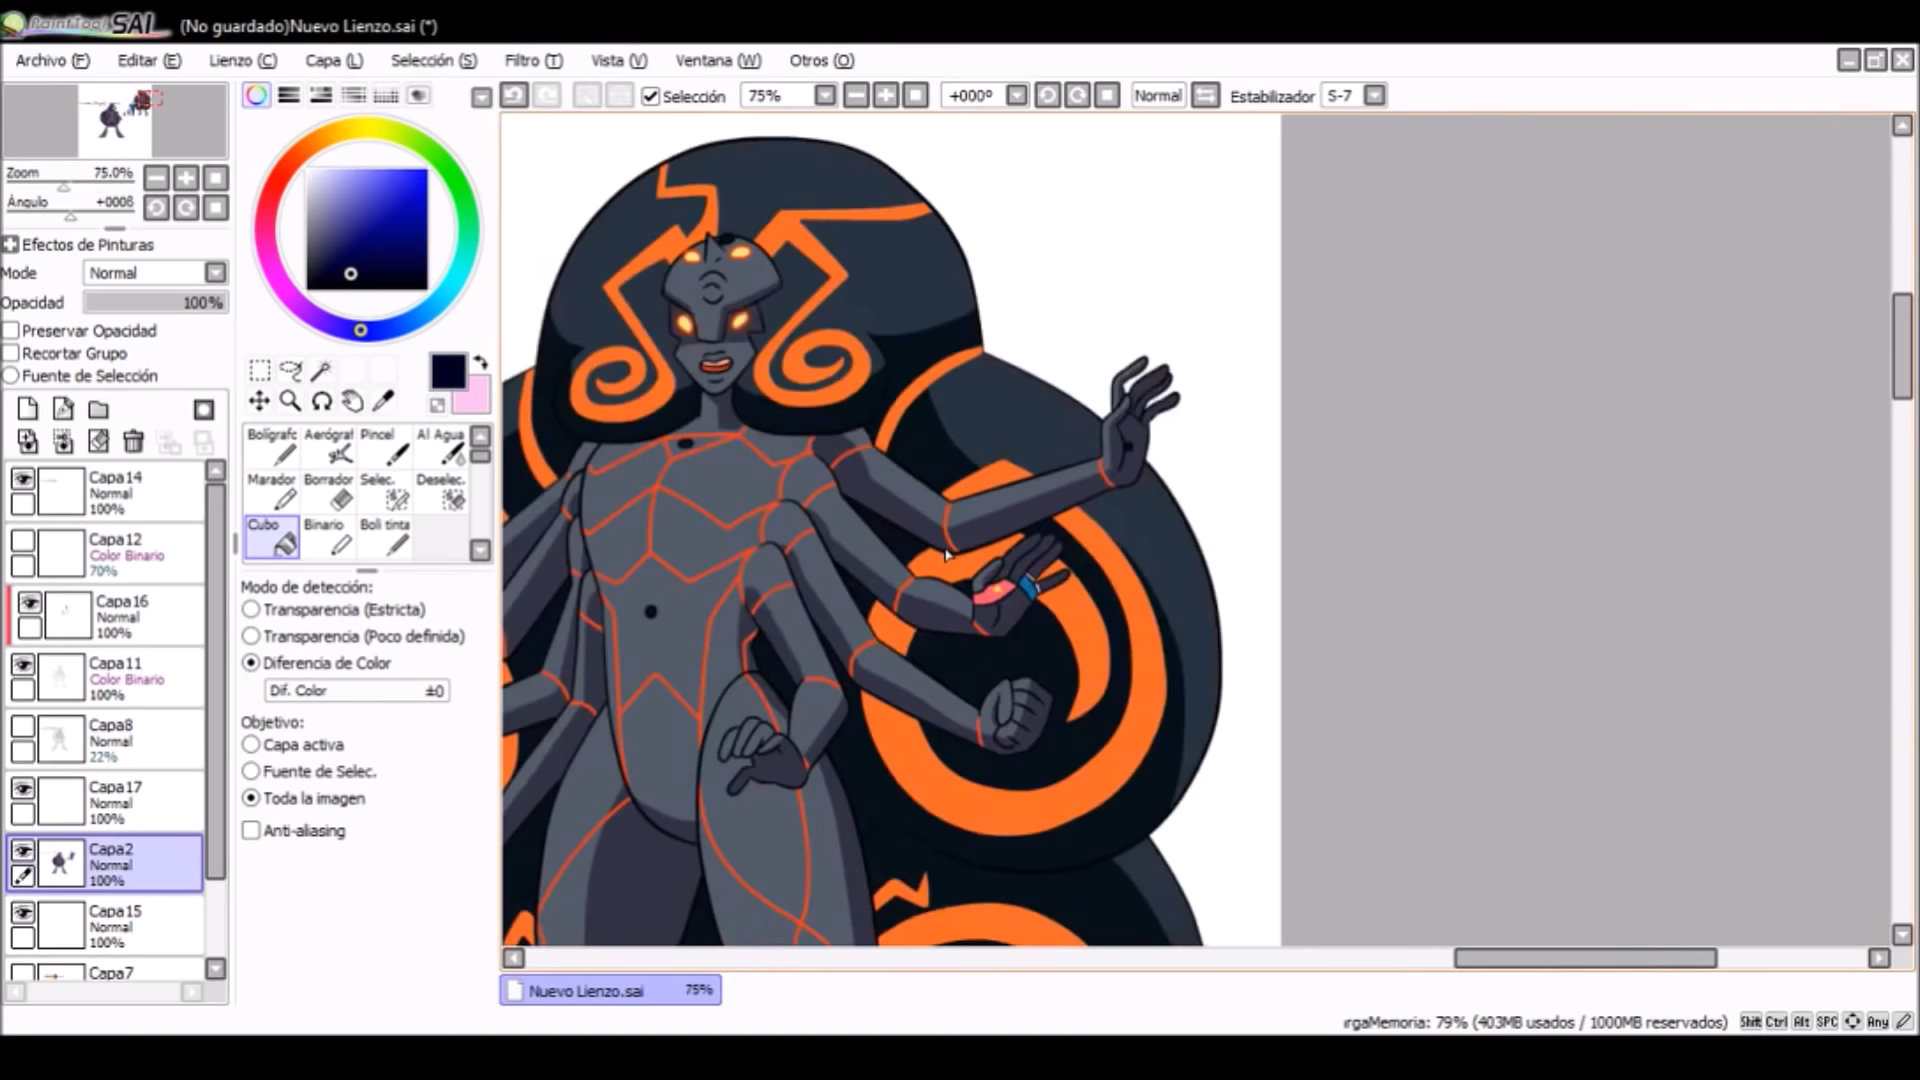 PaintTool SAI (No guardado)Nuevo Lienzo.sai (*)
Archivo (F) Editar (E) Lienzo (C) Capa (L) Selección (S) Filtro (T) Vista (V) Ventana (W) Otros (O)
Selección 75% +000º Normal Estabilizador S-7
Zoom 75.0%
Ángulo +000ß
Efectos de Pinturas
Mode Normal
Opacidad 100%
Preservar Opacidad
Recortar Grupo
Fuente de Selección
Capa14
Normal
100%
Capa12
Color Binario
70%
Capa16
Normal
100%
Capa11
Color Binario
100%
Capa8
Normal
22%
Capa17
Normal
100%
Capa2
Normal
100%
Capa15
Normal
100%
Capa7
Bolígrafc Aerógraf Pincel Al Agua
Marador Borrador Selec. Deselec.
Cubo Binario Boli tinta
Modo de detección:
Transparencia (Estricta)
Transparencia (Poco definida)
Diferencia de Color
Dif. Color ±0
Objetivo:
Capa activa
Fuente de Selec.
Toda la imagen
Anti-aliasing
Nuevo Lienzo.sai 75%
rgaMemoria: 79% (403MB usados / 1000MB reservados) Shift Ctrl Alt SPC Any